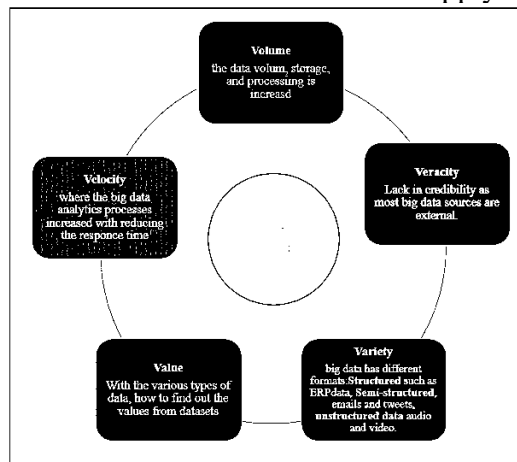 Volume
the data volum, storage,
and processing is
increasd
Veracity
Lack in credibility as
most big data sources are
external.
Variety
big data has different
formats:Structured such as
ERPdata, Semi-structured,
emails and tweets,
unstructured data audio
and video.
Value
With the various types of
data, how to find out the
values from datasets
Velocity
where the big data
analytics processes
increased with reducing
the responce time